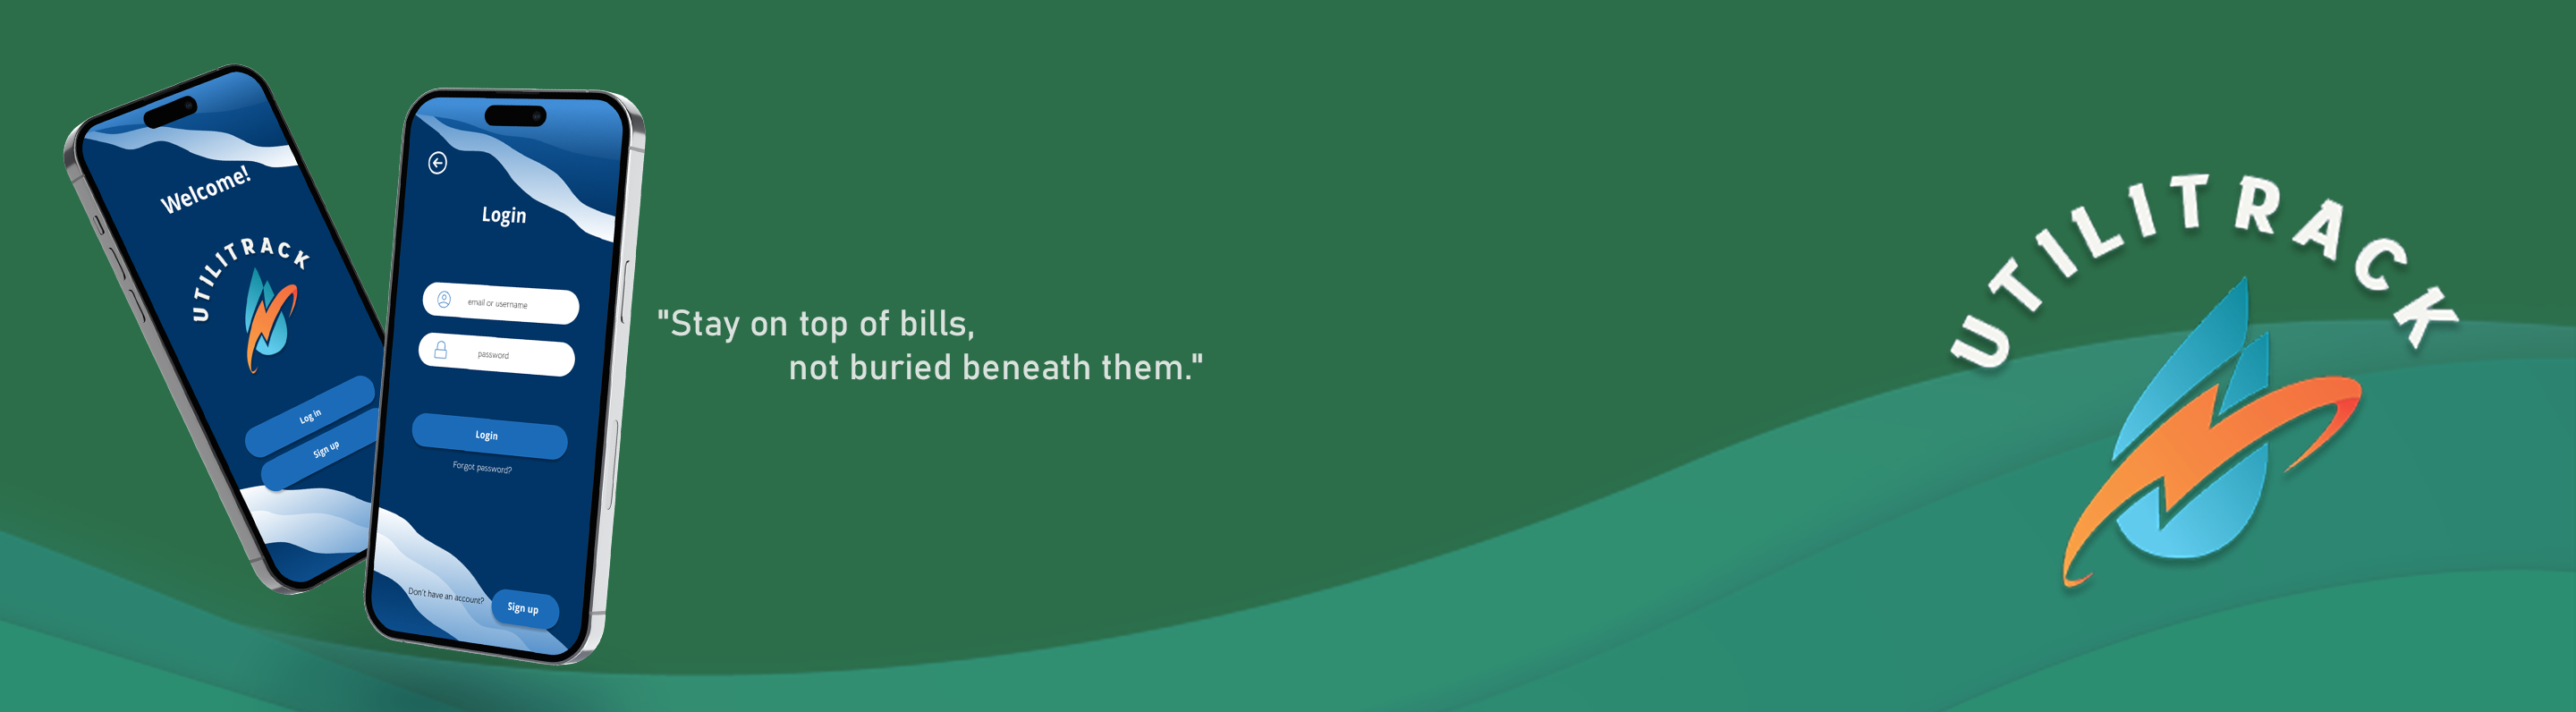 Welcome!
UTILITRACK
Log in
Sign up
Login
email or username
password
Login
Forgot password?
Don't have an account?
Sign up
"Stay on top of bills,
not buried beneath them."
UTILITRACK